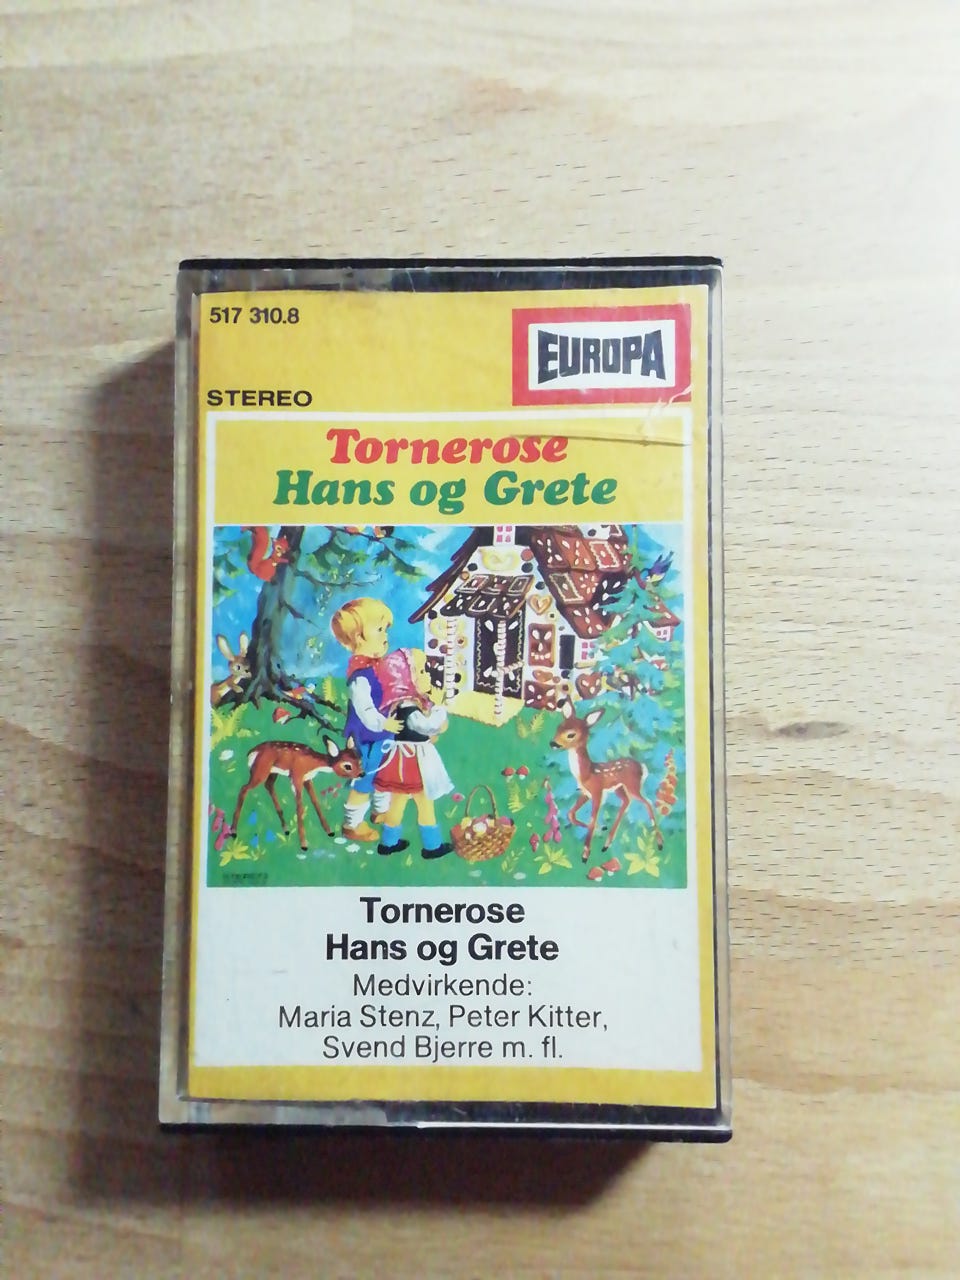 517 310.8
EUROPA
STEREO
Tornerose
Hans og Grete
Tornerose
Hans og Grete
Medvirkende:
Maria Stenz, Peter Kitter,
Svend Bjerre m. fl.